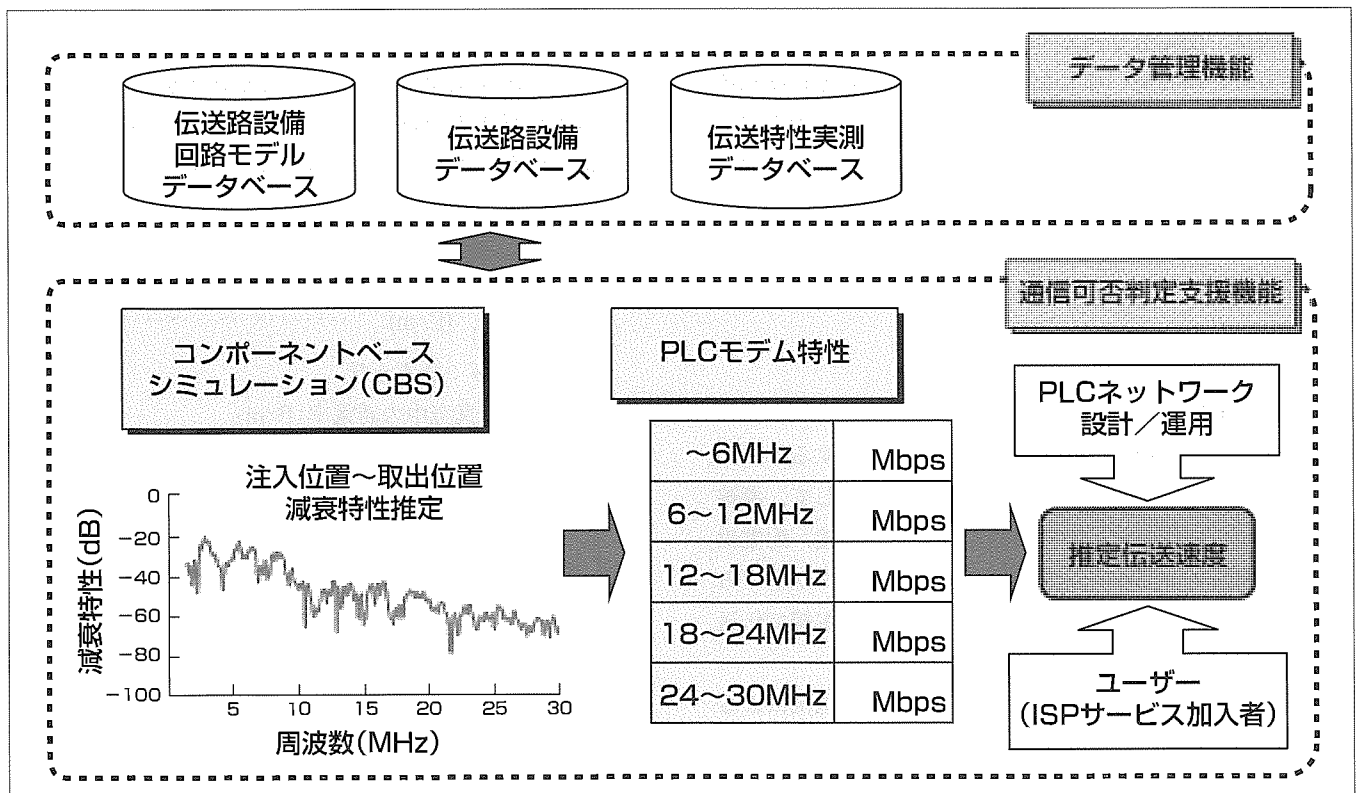 データ管理機能
伝送路設備
回路モデル
データベース
伝送路設備
データベース
伝送特性実測
データベース
通信可否判定支援機能
コンポーネントベース
シミュレーション(CBS)
PLCモデム特性
注入位置〜取出位置
減衰特性推定
減衰特性(dB)
0
-20
-40
-60
-80
-100
5
10
15
20
25
30
周波数(MHz)
〜6MHz
Mbps
6〜12MHz
Mbps
12〜18MHz
Mbps
18〜24MHz
Mbps
24〜30MHz
Mbps
PLCネットワーク
設計/運用
推定伝送速度
ユーザー
(ISPサービス加入者)